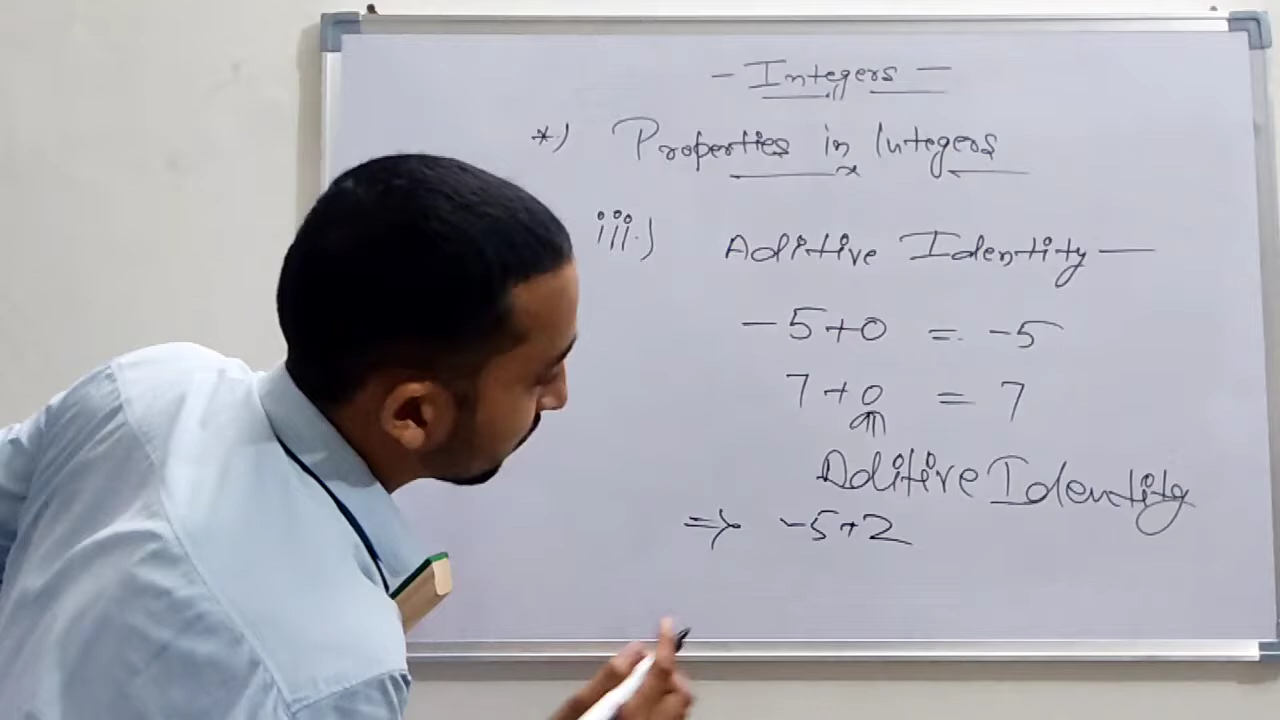 - Integers -
*) Properties in Integers
iii.) Aditive Identity -
-5+0 = -5
7+0 = 7
Aditive Identity
=> -5+2